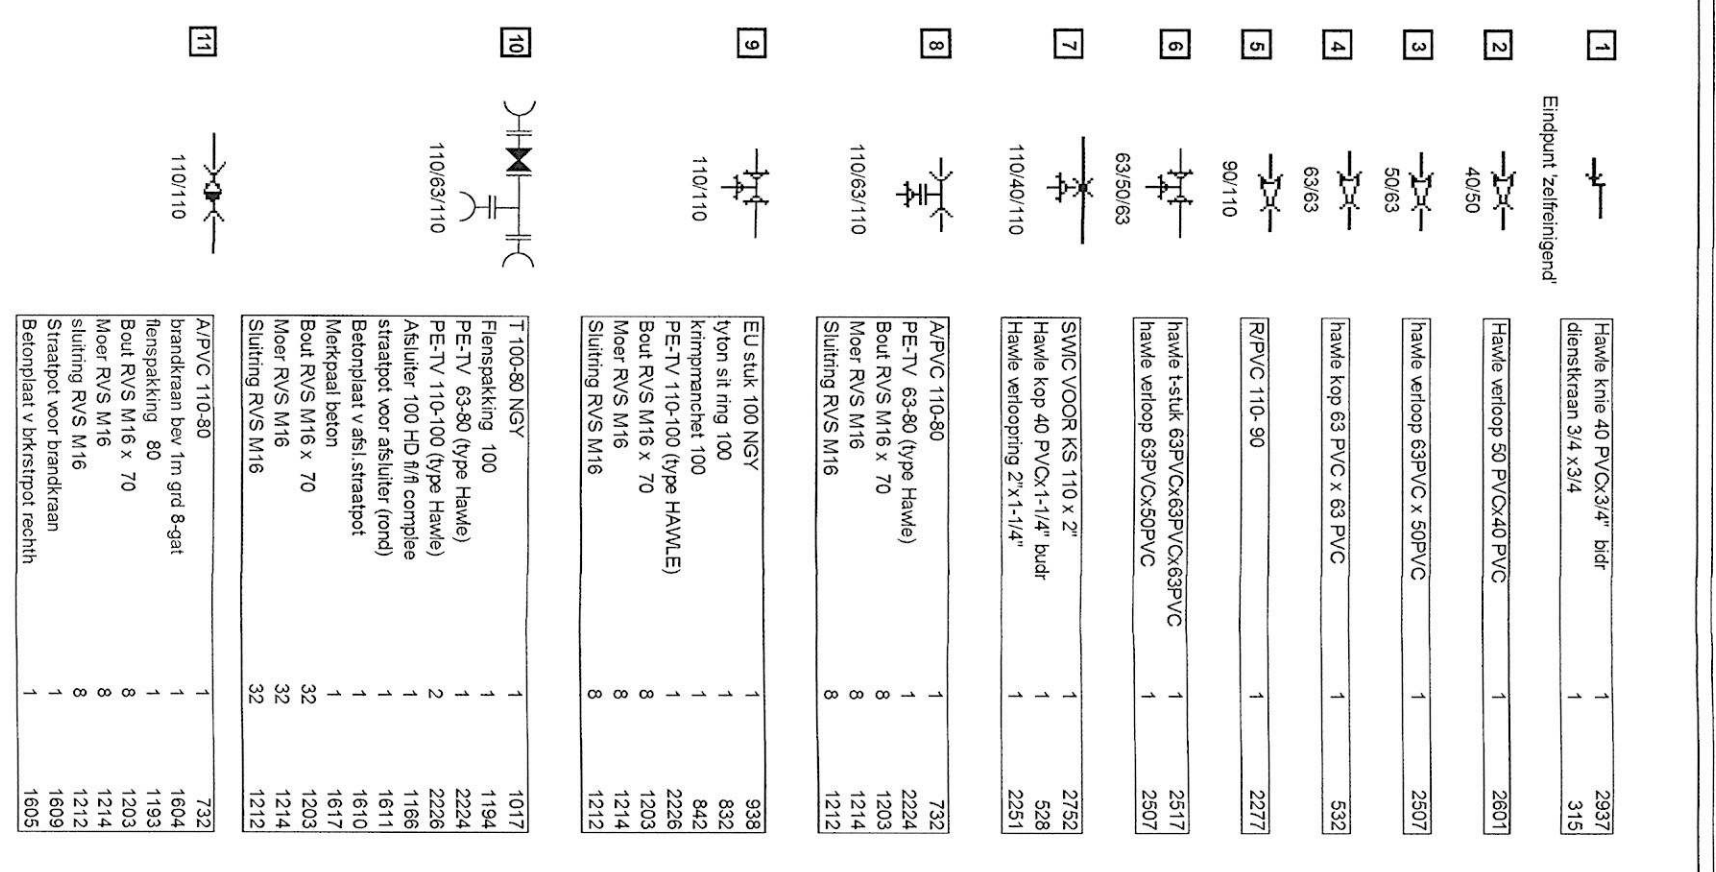 1
Eindpunt 'zelfreinigend'
Hawle knie 40 PVCx3/4" bidr 1 2937
dienstkraan 3/4 x3/4 1 315
2
40/50
Hawle verloop 50 PVCx40 PVC 1 2601
3
50/63
hawle verloop 63PVC x 50PVC 1 2507
4
63/63
hawle kop 63 PVC x 63 PVC 1 532
5
90/110
R/PVC 110- 90 1 2277
6
63/50/63
hawle t-stuk 63PVCx63PVCx63PVC 1 2517
hawle verloop 63PVCx50PVC 1 2507
7
110/40/110
SWIC VOOR KS 110 x 2" 1 2752
Hawle kop 40 PVCx1-1/4" budr 1 528
Hawle verloopring 2"x1-1/4" 1 2251
8
110/63/110
A/PVC 110-80 1 732
PE-TV 63-80 (type Hawle) 1 2224
Bout RVS M16 x 70 8 1203
Moer RVS M16 8 1214
Sluitring RVS M16 8 1212
9
110/110
EU stuk 100 NGY 1 938
tyton sit ring 100 1 832
krimpmanchet 100 1 842
PE-TV 110-100 (type HAWLE) 1 2226
Bout RVS M16 x 70 8 1203
Moer RVS M16 8 1214
Sluitring RVS M16 8 1212
10
110/63/110
T 100-80 NGY 1 1017
Flenspakking 100 1 1194
PE-TV 63-80 (type Hawle) 1 2224
PE-TV 110-100 (type Hawle) 2 2226
Afsluiter 100 HD fl/fl complee 1 1166
straatpot voor afsluiter (rond) 1 1611
Betonplaat v afsl.straatpot 1 1610
Merkpaal beton 1 1617
Bout RVS M16 x 70 32 1203
Moer RVS M16 32 1214
Sluitring RVS M16 32 1212
11
110/110
A/PVC 110-80 1 732
brandkraan bev 1m grd 8-gat 1 1604
flenspakking 80 1 1193
Bout RVS M16 x 70 8 1203
Moer RVS M16 8 1214
sluitring RVS M16 8 1212
Straatpot voor brandkraan 1 1609
Betonplaat v brkrstrpot rechth 1 1605